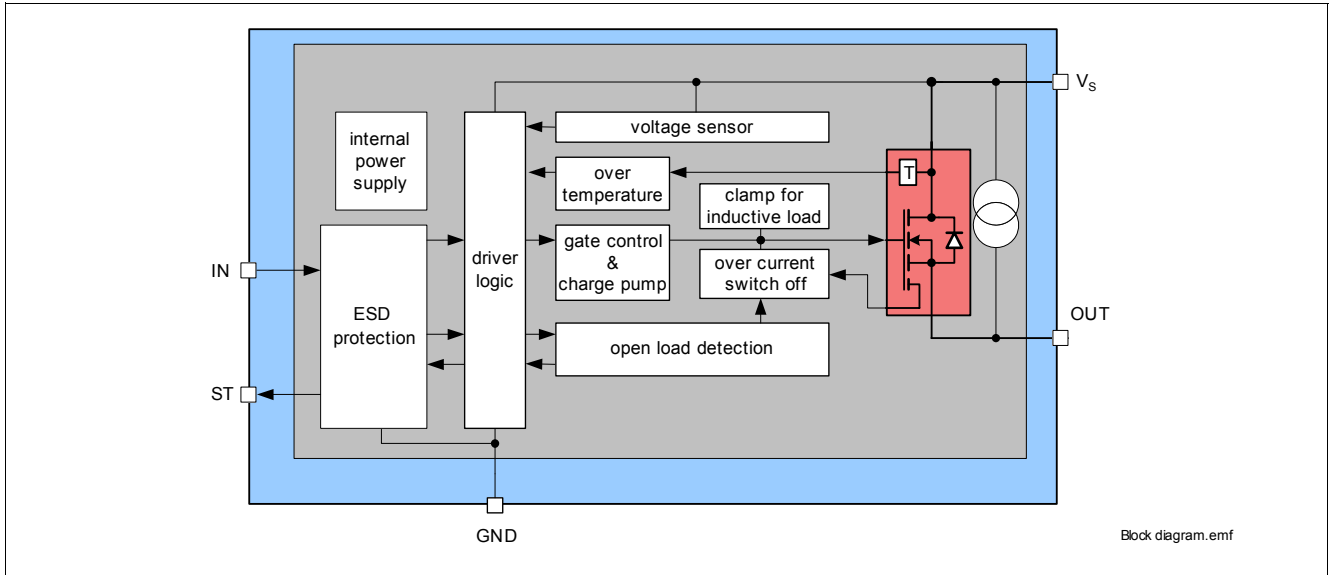 V_S
voltage sensor
internal
power
supply
over
temperature
T
clamp for
inductive load
IN
ESD
protection
driver
logic
gate control
&
charge pump
over current
switch off
OUT
open load detection
ST
GND
Block diagram.emf